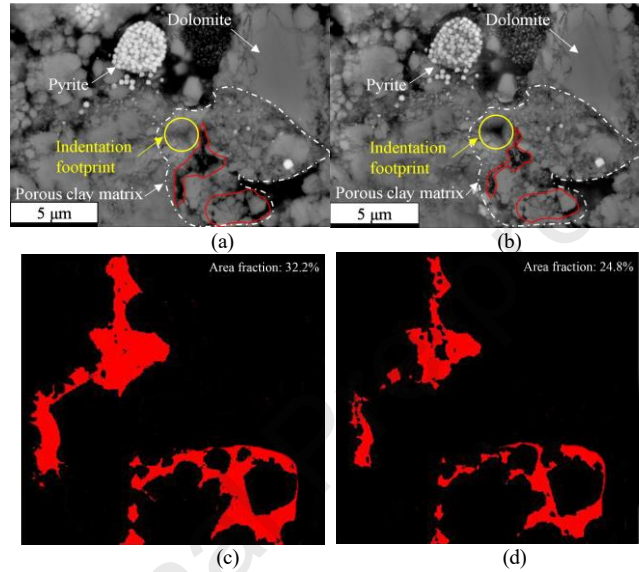 Dolomite
Pyrite
Indentation
footprint
Porous clay matrix
5 μm
(a)
Dolomite
Pyrite
Indentation
footprint
Porous clay matrix
5 μm
(b)
Area fraction: 32.2%
(c)
Area fraction: 24.8%
(d)